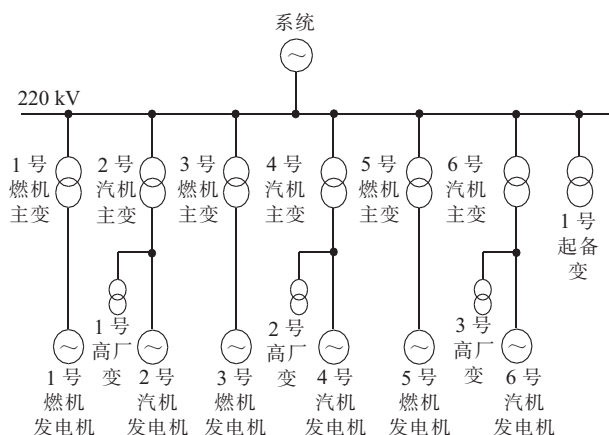 系统
220 kV
1 号
燃机
主变
2 号
汽机
主变
3 号
燃机
主变
4 号
汽机
主变
5 号
燃机
主变
6 号
汽机
主变
1 号
起备
变
1 号
高厂
变
2 号
高厂
变
3 号
高厂
变
1 号
燃机
发电机
2 号
汽机
发电机
3 号
燃机
发电机
4 号
汽机
发电机
5 号
燃机
发电机
6 号
汽机
发电机